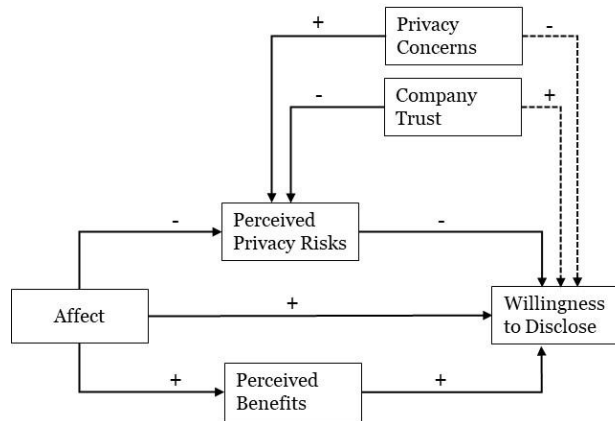 +
Privacy
Concerns
-
-
Company
Trust
+
-
Perceived
Privacy Risks
-
Affect
+
Willingness
to Disclose
+
Perceived
Benefits
+